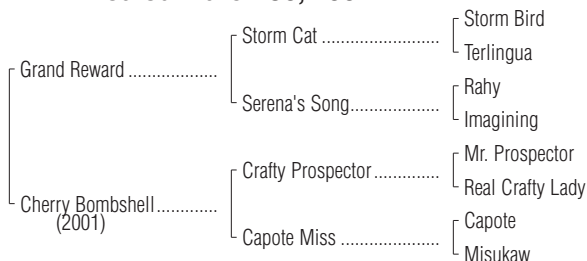 Storm Bird
Storm Cat ........................
Terlingua
Grand Reward ..................
Rahy
Serena's Song ..................
Imagining
Mr. Prospector
Crafty Prospector .............
Real Crafty Lady
Cherry Bombshell ............
(2001)
Capote
Capote Miss ....................
Misukaw